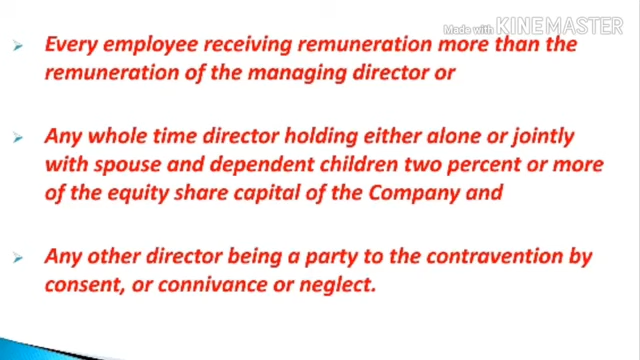 Made with KINEMASTER
Every employee receiving remuneration more than the
remuneration of the managing director or
Any whole time director holding either alone or jointly
with spouse and dependent children two percent or more
of the equity share capital of the Company and
Any other director being a party to the contravention by
consent, or connivance or neglect.